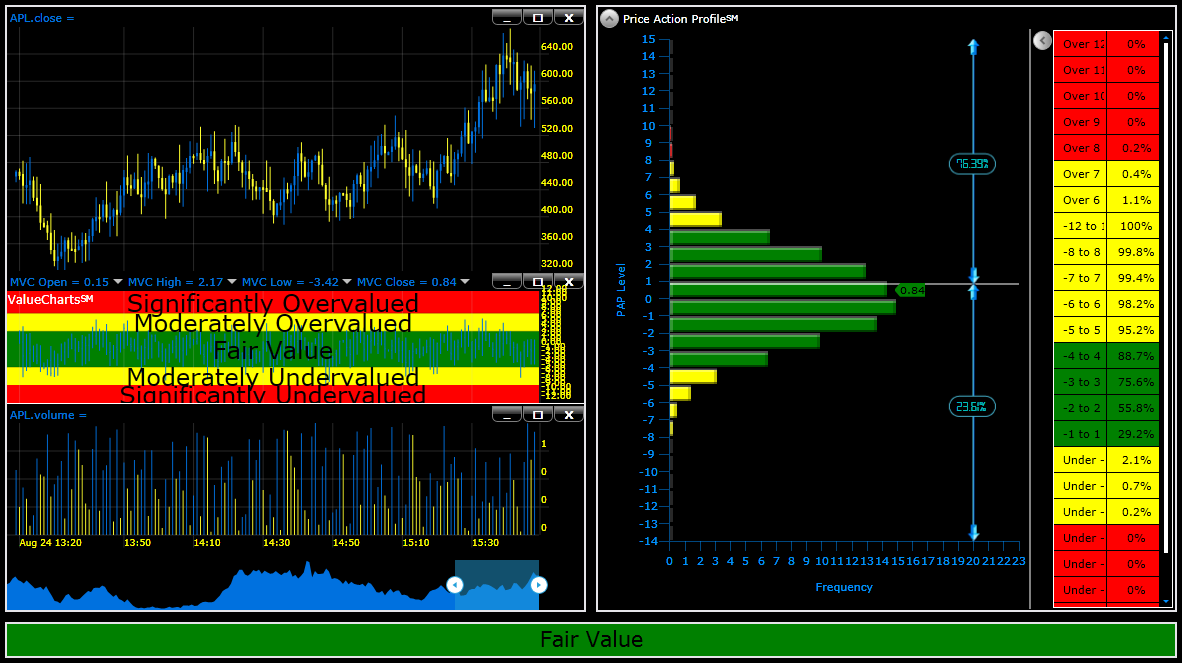 APL.close =
640.00
600.00
560.00
520.00
480.00
440.00
400.00
360.00
320.00
MVC Open = 0.15 MVC High = 2.17 MVC Low = -3.42 MVC Close = 0.84
ValueCharts℠
Significantly Overvalued
Moderately Overvalued
Fair Value
Moderately Undervalued
Significantly Undervalued
APL.volume =
1
0
0
0
Aug 24 13:20 13:50 14:10 14:30 14:50 15:10 15:30
Price Action Profile℠
PAP Level
15
14
13
12
11
10
9
8
7
6
5
4
3
2
1
0
-1
-2
-3
-4
-5
-6
-7
-8
-9
-10
-11
-12
-13
-14
0.84
76.39%
23.61%
0 1 2 3 4 5 6 7 8 9 10 11 12 13 14 15 16 17 18 19 20 21 22 23
Frequency
Over 12 0%
Over 11 0%
Over 10 0%
Over 9 0%
Over 8 0.2%
Over 7 0.4%
Over 6 1.1%
-12 to 1 100%
-8 to 8 99.8%
-7 to 7 99.4%
-6 to 6 98.2%
-5 to 5 95.2%
-4 to 4 88.7%
-3 to 3 75.6%
-2 to 2 55.8%
-1 to 1 29.2%
Under - 2.1%
Under - 0.7%
Under - 0.2%
Under - 0%
Under - 0%
Under - 0%
Fair Value